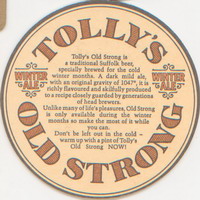 TOLLY'S
Tolly's Old Strong is
a traditional Suffolk beer,
specially brewed for the cold
winter months. A dark mild ale,
with an original gravity of 1047°, it is
richly flavoured and skilfully produced
to a recipe closely guarded by generations
of head brewers.
Unlike many of life's pleasures, Old Strong
is only available during the winter
months so make the most of it while
you can.
Don't be left out in the cold –
warm up with a pint of Tolly's
Old Strong NOW!
WINTER
ALE
WINTER
ALE
OLD STRONG